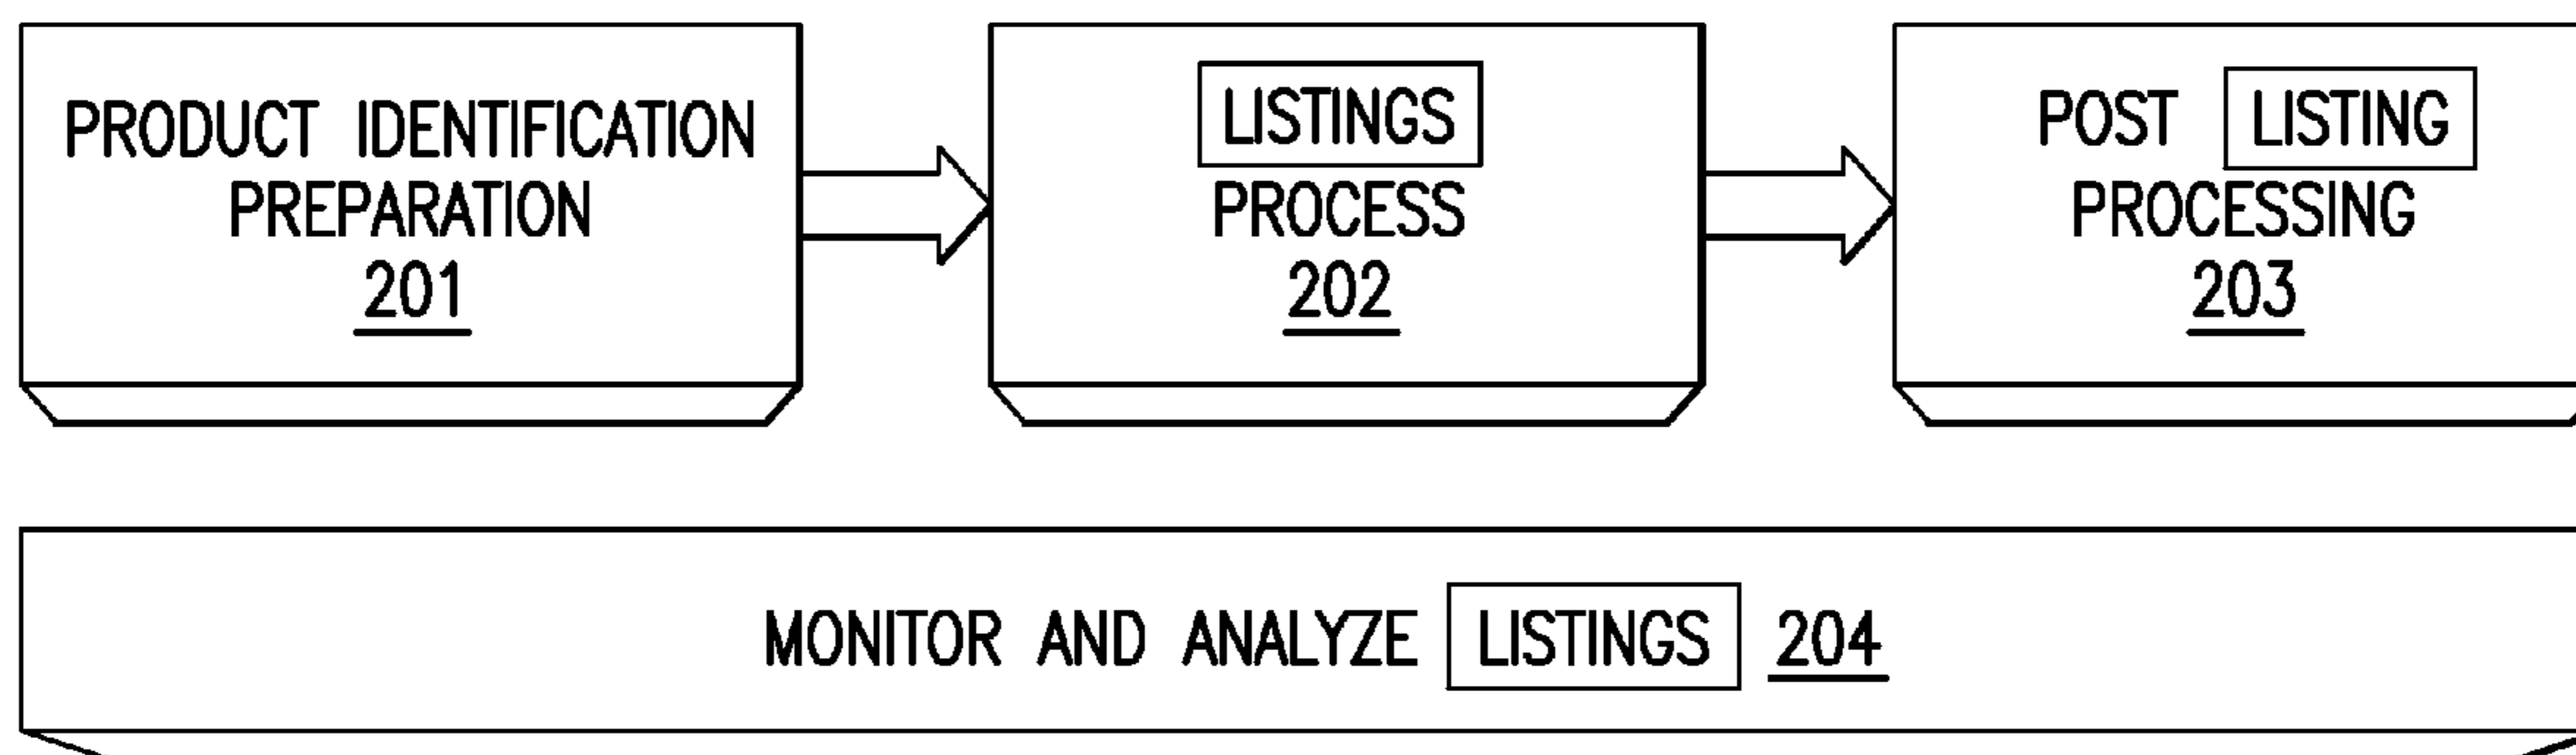 PRODUCT IDENTIFICATION
PREPARATION
201
LISTINGS
PROCESS
202
POST LISTING
PROCESSING
203
MONITOR AND ANALYZE LISTINGS 204